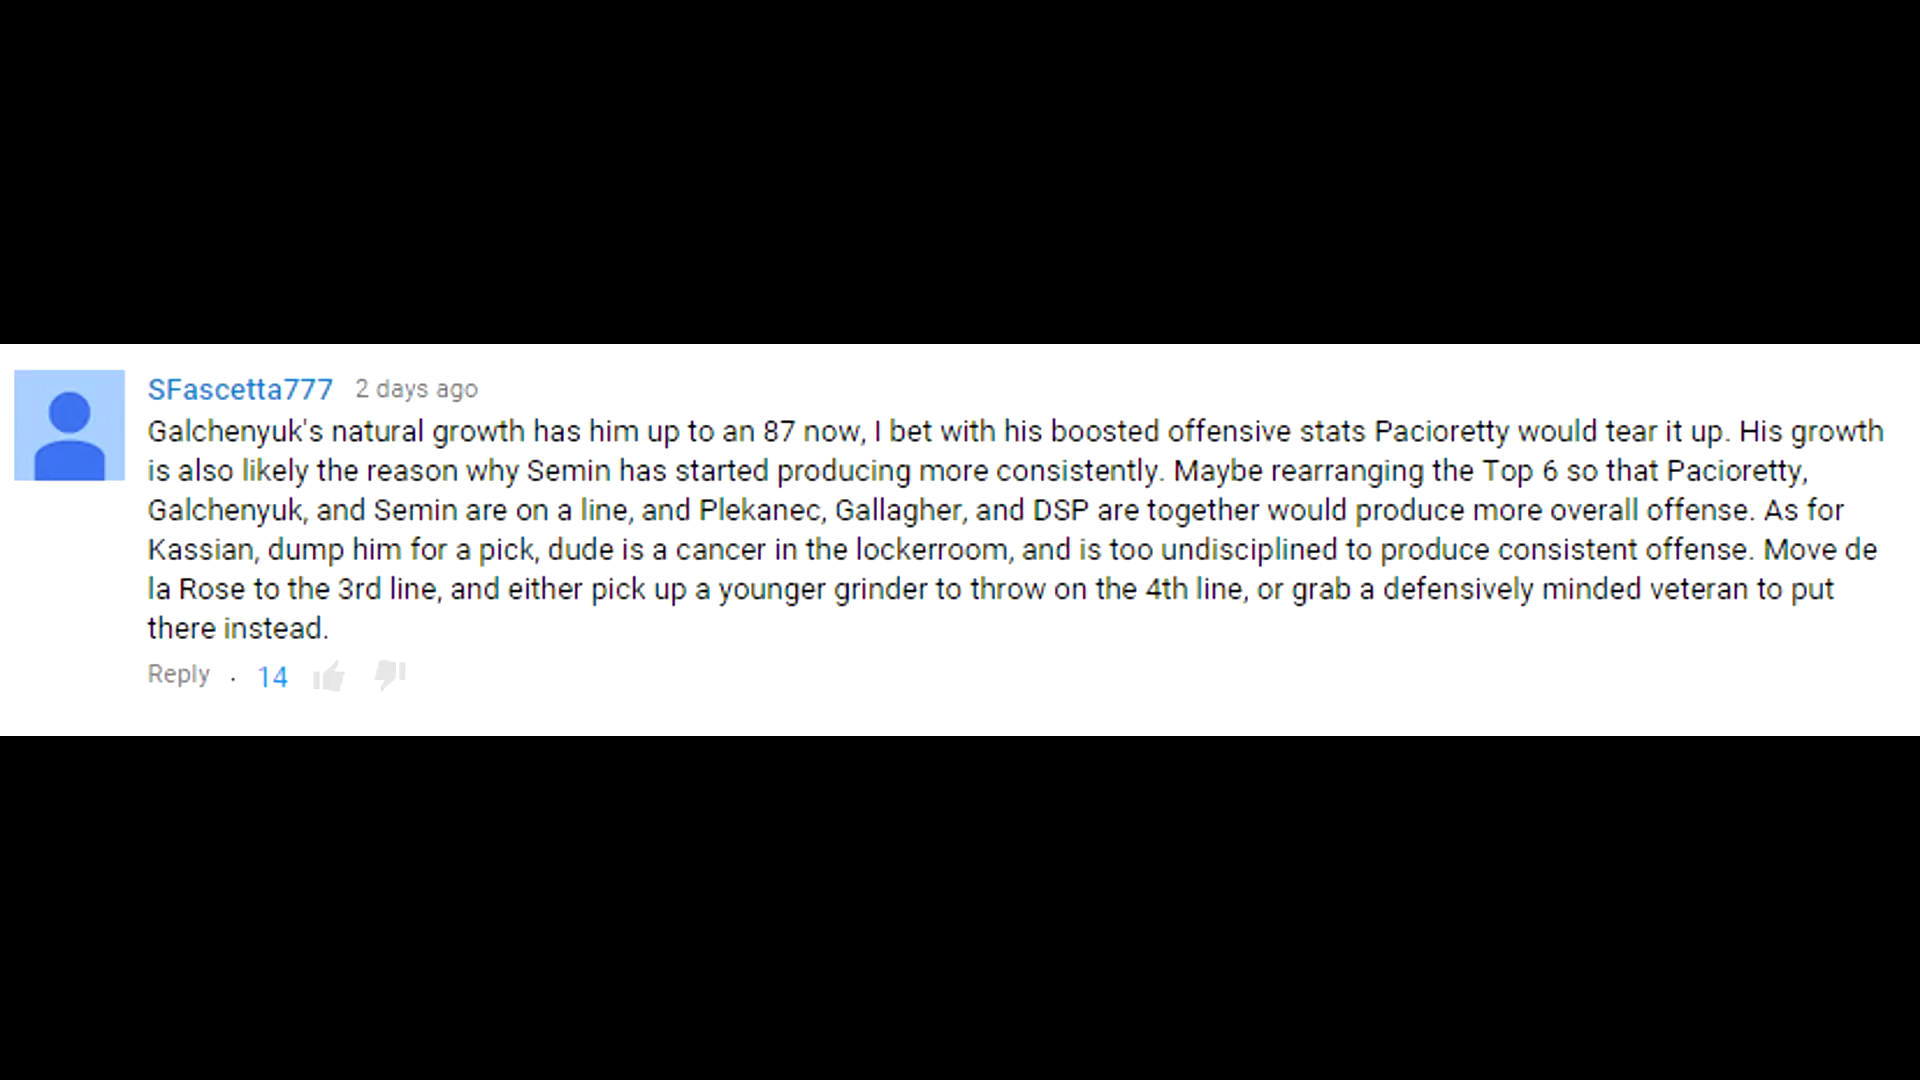 SFascetta777 2 days ago
Galchenyuk's natural growth has him up to an 87 now, I bet with his boosted offensive stats Pacioretty would tear it up. His growth
is also likely the reason why Semin has started producing more consistently. Maybe rearranging the Top 6 so that Pacioretty,
Galchenyuk, and Semin are on a line, and Plekanec, Gallagher, and DSP are together would produce more overall offense. As for
Kassian, dump him for a pick, dude is a cancer in the lockerroom, and is too undisciplined to produce consistent offense. Move de
la Rose to the 3rd line, and either pick up a younger grinder to throw on the 4th line, or grab a defensively minded veteran to put
there instead.
Reply · 14